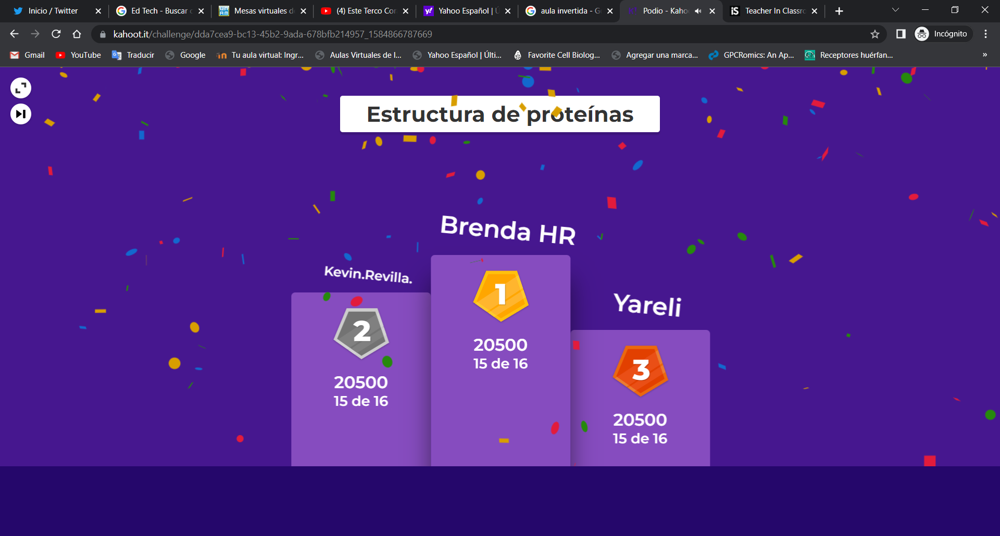 Inicio / Twitter
Ed Tech - Buscar
Mesas virtuales d
(4) Este Terco Cor
Yahoo Español | Ú
aula invertida - G
Podio - Kahoo
Teacher In Classro
kahoot.it/challenge/dda7cea9-bc13-45b2-9ada-678bfb214957_1584866787669
Incógnito
Gmail
YouTube
Traducir
Google
Tu aula virtual: Ingr...
Aulas Virtuales de l...
Yahoo Español | Últi...
Favorite Cell Biolog...
Agregar una marca...
GPCRomics: An Ap...
Receptores huérfan...
»
Estructura de proteínas
Brenda HR
1
20500
15 de 16
Kevin.Revilla.
2
20500
15 de 16
Yareli
3
20500
15 de 16